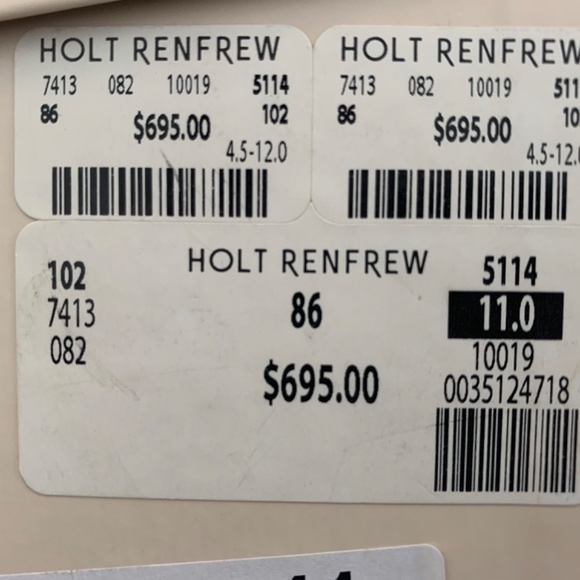 HOLT RENFREW
7413 082 10019 5114
86 $695.00 102
4.5-12.0
HOLT RENFREW
7413 082 10019 511
86 $695.00 10
4.5-12.
HOLT RENFREW
102 86 5114
7413 11.0
082 $695.00 10019
0035124718